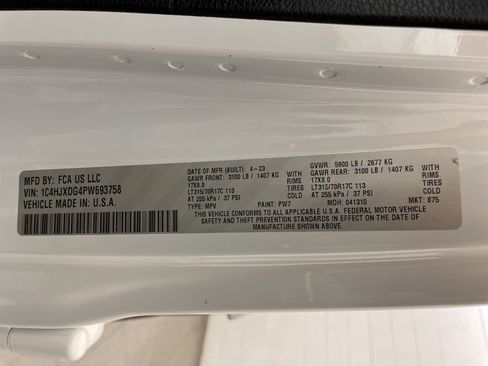 MFD BY: FCA US LLC
VIN: 1C4HJXDG4PW693758
VEHICLE MADE IN: U.S.A.
DATE OF MFR (BUILT): 4-23 GVWR: 5900 LB / 2677 KG
GAWR FRONT: 3100 LB / 1407 KG WITH GAWR REAR: 3100 LB / 1407 KG WITH
17X8.0 RIMS 17X8.0 RIMS
LT315/70R17C 113 TIRES LT315/70R17C 113 TIRES
AT 255 kPa / 37 PSI COLD AT 255 kPa / 37 PSI COLD
TYPE: MPV PAINT: PW7 MDH: 041310 MKT: 875
THIS VEHICLE CONFORMS TO ALL APPLICABLE U.S.A. FEDERAL MOTOR VEHICLE
SAFETY AND THEFT PREVENTION STANDARDS IN EFFECT ON THE DATE OF
MANUFACTURE SHOWN ABOVE.